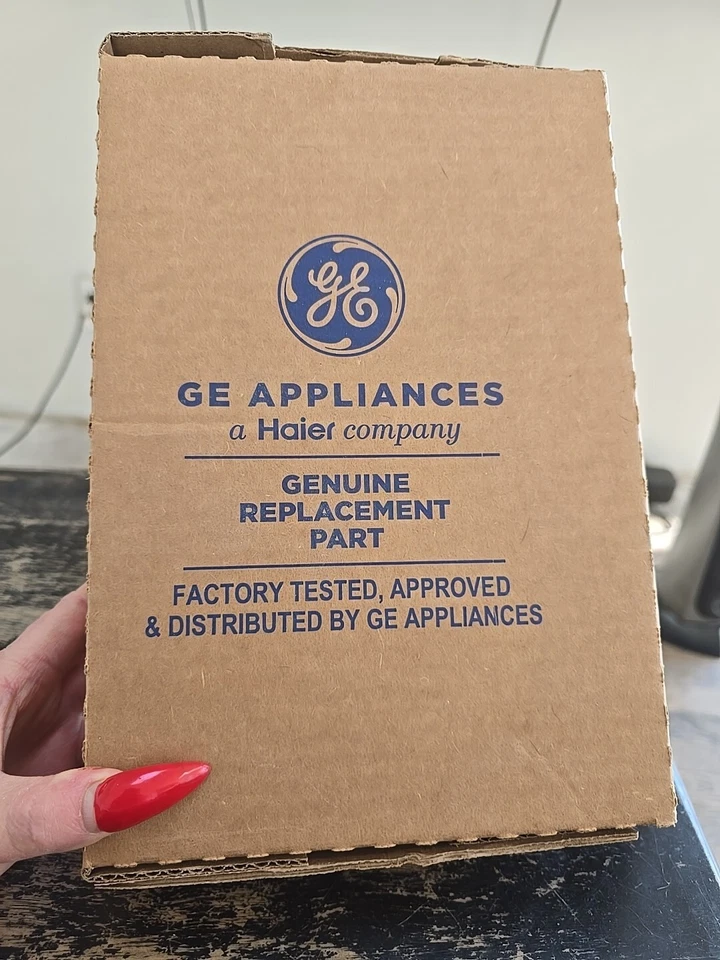 GE
GE APPLIANCES
a Haier company
GENUINE
REPLACEMENT
PART
FACTORY TESTED, APPROVED
& DISTRIBUTED BY GE APPLIANCES